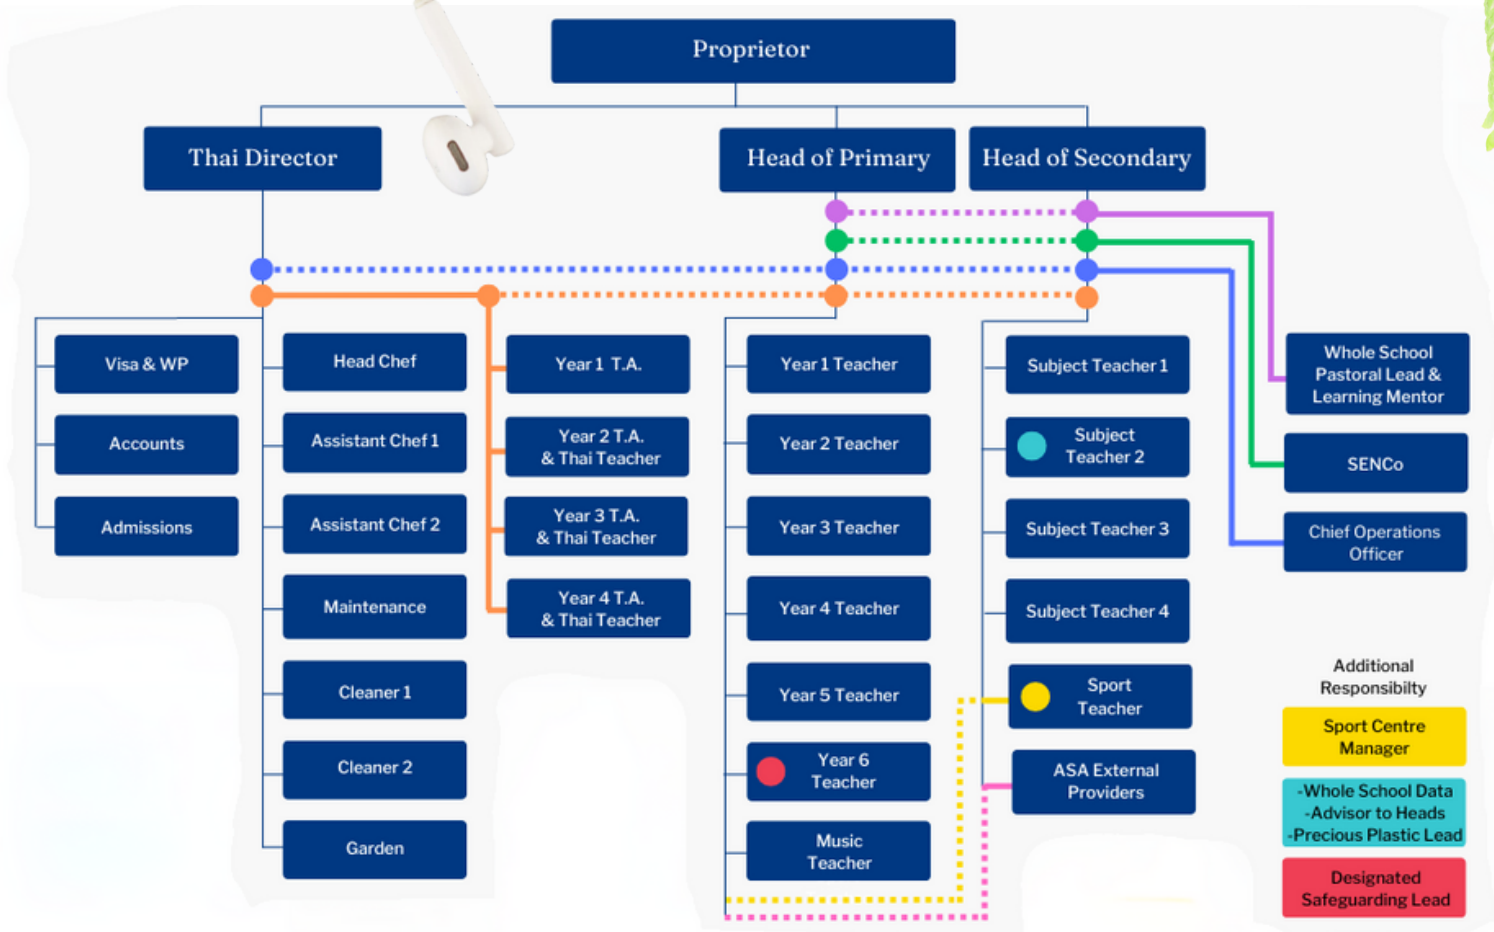 Proprietor
Thai Director
Head of Primary
Head of Secondary
Visa & WP
Accounts
Admissions
Head Chef
Assistant Chef 1
Assistant Chef 2
Maintenance
Cleaner 1
Cleaner 2
Garden
Year 1 T.A.
Year 2 T.A.
& Thai Teacher
Year 3 T.A.
& Thai Teacher
Year 4 T.A.
& Thai Teacher
Year 1 Teacher
Year 2 Teacher
Year 3 Teacher
Year 4 Teacher
Year 5 Teacher
Year 6
Teacher
Music
Teacher
Subject Teacher 1
Subject
Teacher 2
Subject Teacher 3
Subject Teacher 4
Sport
Teacher
ASA External
Providers
Whole School
Pastoral Lead &
Learning Mentor
SENCo
Chief Operations
Officer
Additional
Responsibilty
Sport Centre
Manager
-Whole School Data
-Advisor to Heads
-Precious Plastic Lead
Designated
Safeguarding Lead